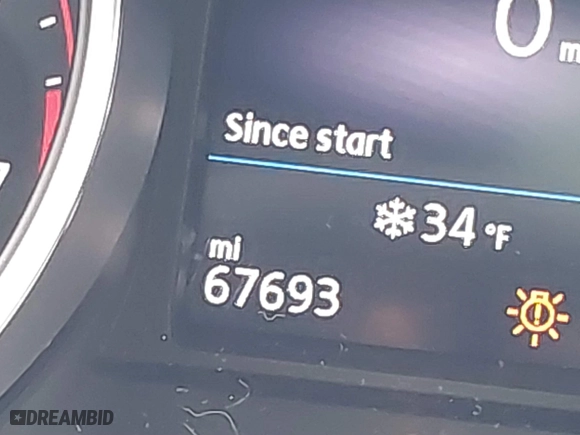 0 m
Since start
34 °F
mi
67693
DREAMBID